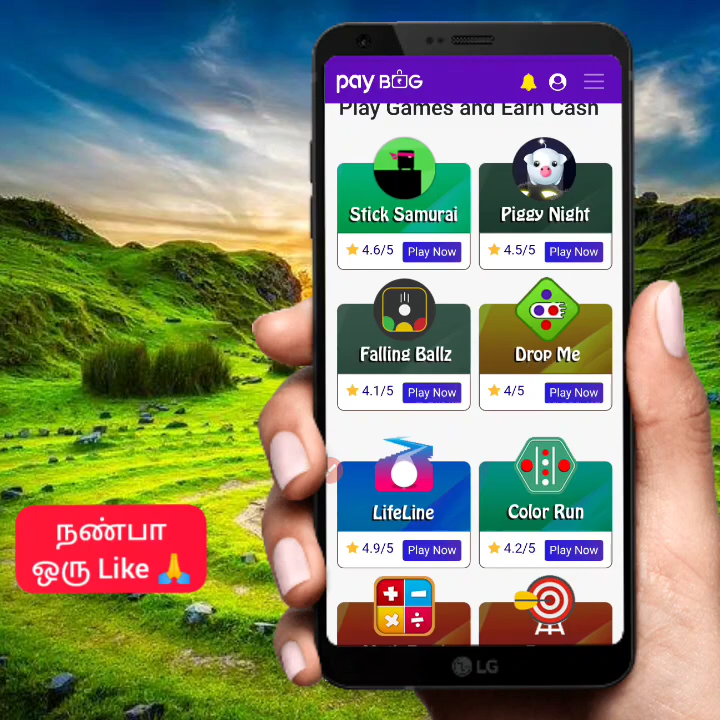 pay BAG
Play Games and Earn Cash
Stick Samurai
Piggy Night
4.6/5 Play Now
4.5/5 Play Now
Falling Ballz
Drop Me
4.1/5 Play Now
4/5 Play Now
LifeLine
Color Run
4.9/5 Play Now
4.2/5 Play Now
நண்பா
ஒரு Like 🙏
LG